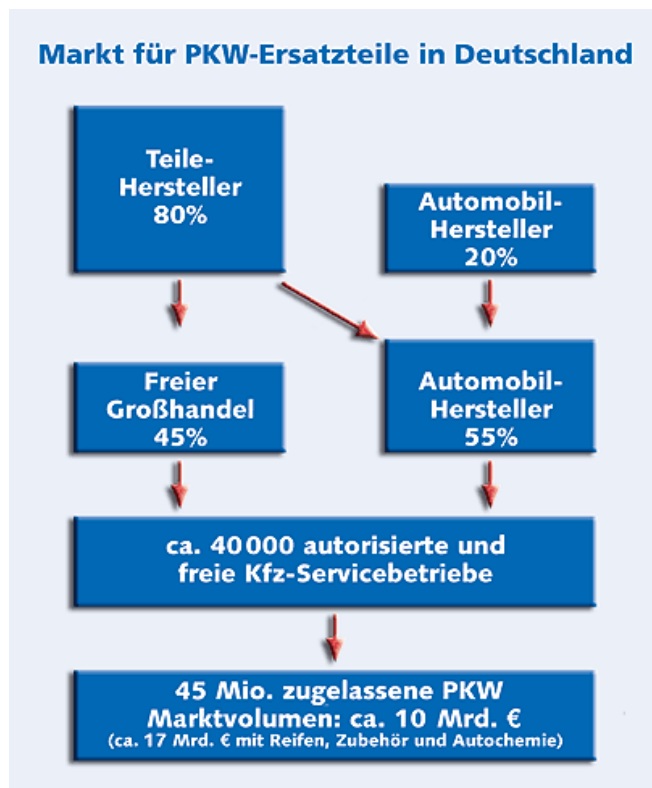 Markt für PKW-Ersatzteile in Deutschland
Teile-
Hersteller
80%
Automobil-
Hersteller
20%
Freier
Großhandel
45%
Automobil-
Hersteller
55%
ca. 40000 autorisierte und
freie Kfz-Servicebetriebe
45 Mio. zugelassene PKW
Marktvolumen: ca. 10 Mrd. €
(ca. 17 Mrd. € mit Reifen, Zubehör und Autochemie)